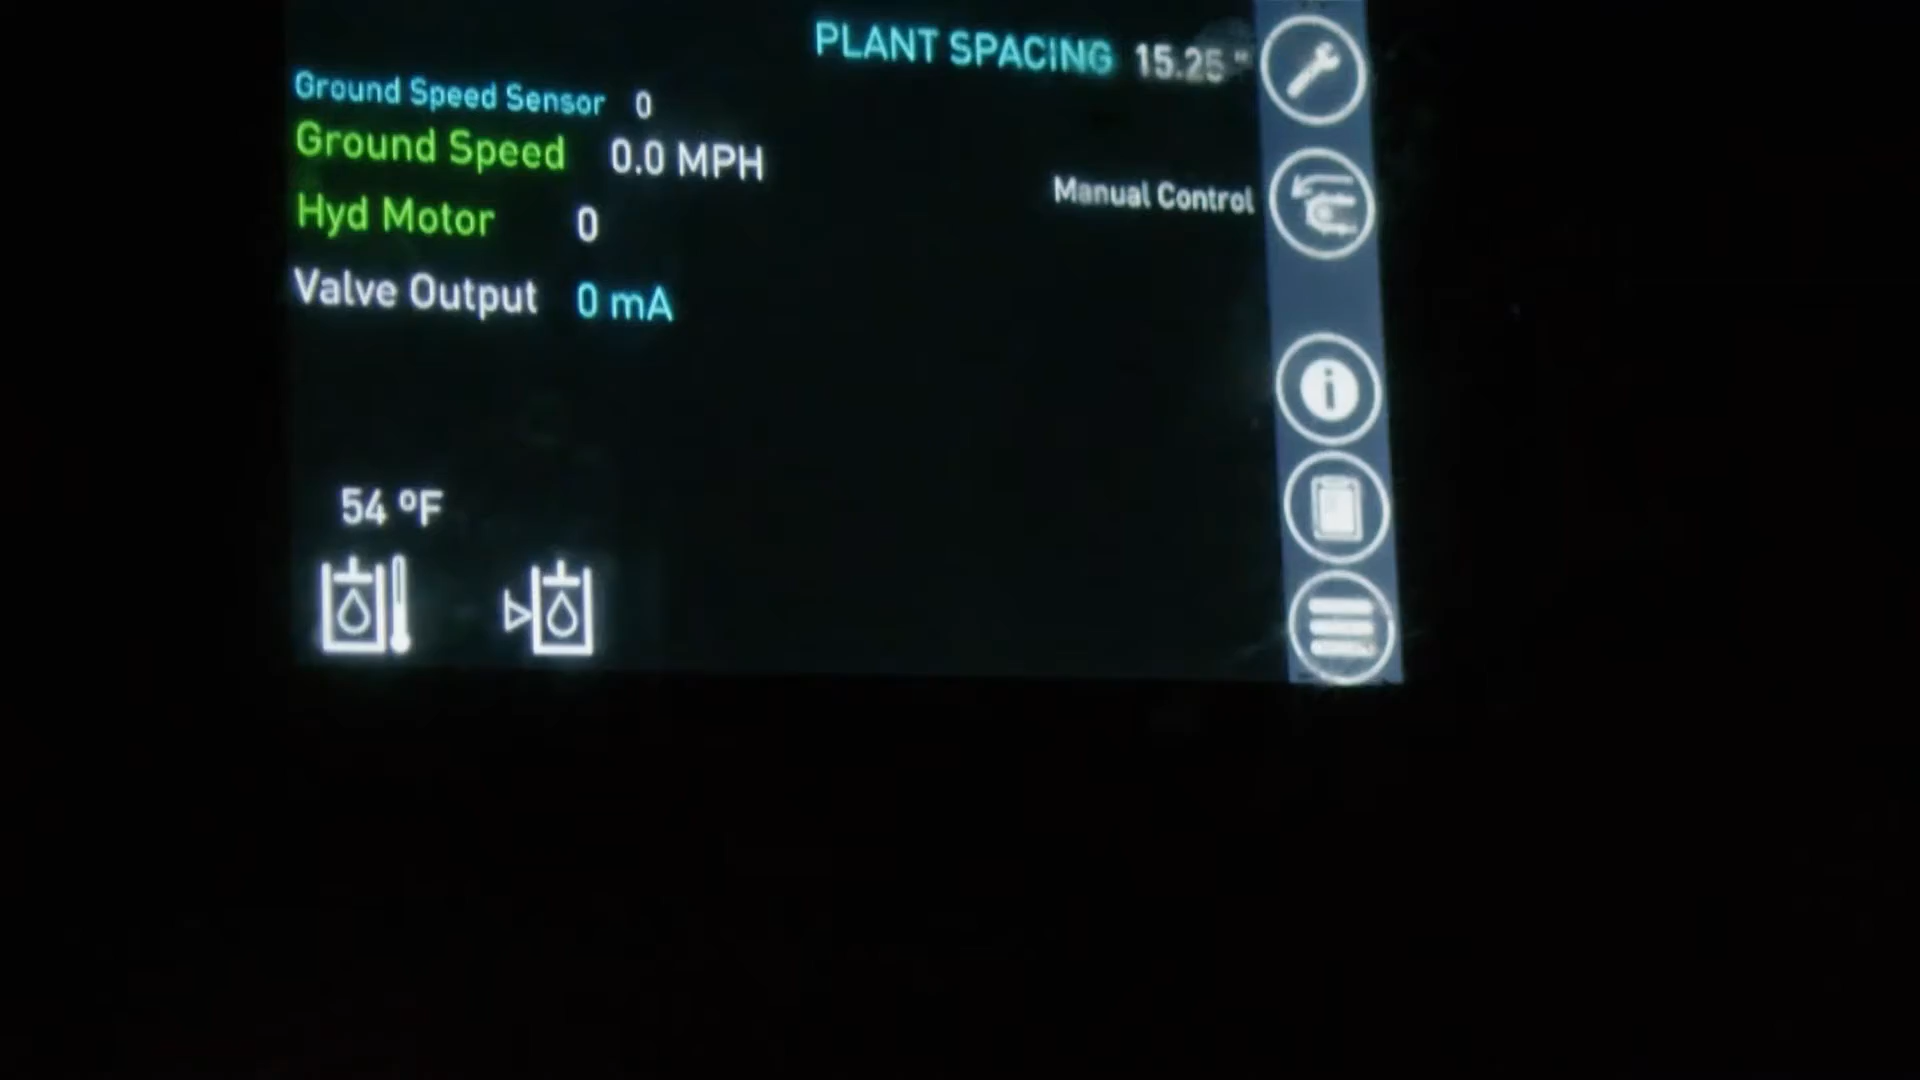 PLANT SPACING 15.25 "
Ground Speed Sensor 0
Ground Speed 0.0 MPH
Manual Control
Hyd Motor 0
Valve Output 0 mA
54 ºF